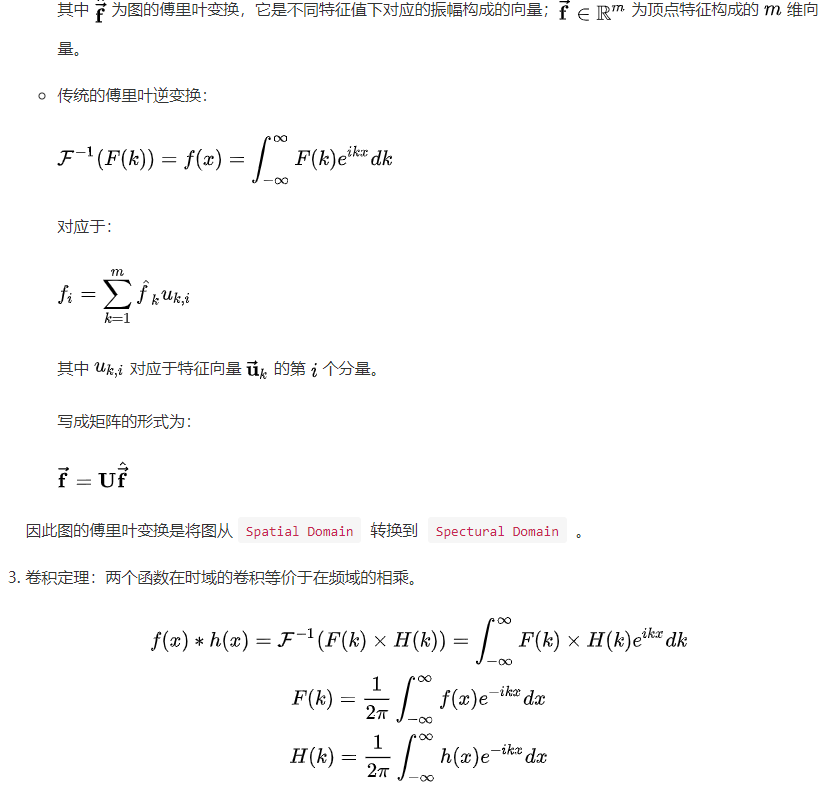 其中 $\hat{\vec{\mathbf{f}}}$ 为图的傅里叶变换，它是不同特征值下对应的振幅构成的向量；$\vec{\mathbf{f}} \in \mathbb{R}^m$ 为顶点特征构成的 $m$ 维向
量。
○ 传统的傅里叶逆变换：
$\mathcal{F}^{-1}(F(k)) = f(x) = \int_{-\infty}^{\infty} F(k)e^{ikx}dk$
对应于：
$f_i = \sum_{k=1}^{m} \hat{f}_k u_{k,i}$
其中 $u_{k,i}$ 对应于特征向量 $\vec{\mathbf{u}}_k$ 的第 $i$ 个分量。
写成矩阵的形式为：
$\vec{\mathbf{f}} = \mathbf{U}\hat{\vec{\mathbf{f}}}$
因此图的傅里叶变换是将图从 Spatial Domain 转换到 Spectural Domain 。
3. 卷积定理：两个函数在时域的卷积等价于在频域的相乘。
$f(x) * h(x) = \mathcal{F}^{-1}(F(k) \times H(k)) = \int_{-\infty}^{\infty} F(k) \times H(k)e^{ikx}dk$
$F(k) = \frac{1}{2\pi} \int_{-\infty}^{\infty} f(x)e^{-ikx}dx$
$H(k) = \frac{1}{2\pi} \int_{-\infty}^{\infty} h(x)e^{-ikx}dx$